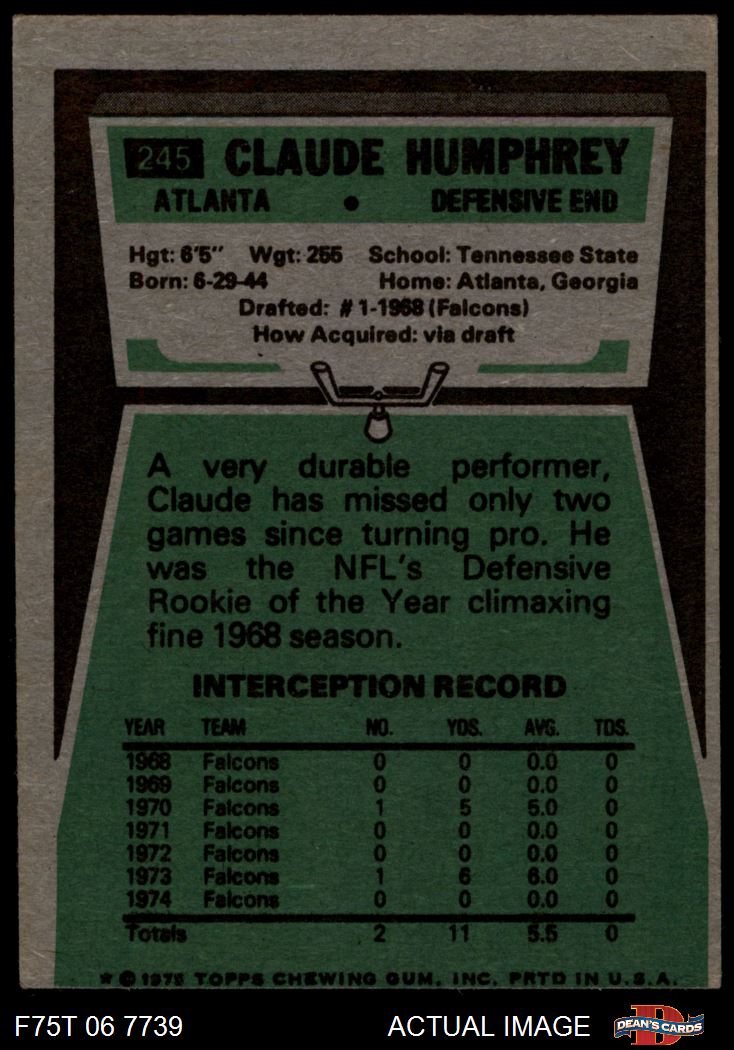 245 CLAUDE HUMPHREY
ATLANTA • DEFENSIVE END
Hgt: 6'5" Wgt: 255 School: Tennessee State
Born: 6-29-44 Home: Atlanta, Georgia
Drafted: #1-1968 (Falcons)
How Acquired: via draft
A very durable performer,
Claude has missed only two
games since turning pro. He
was the NFL's Defensive
Rookie of the Year climaxing
fine 1968 season.
INTERCEPTION RECORD
YEAR TEAM NO. YDS. AVG. TDS.
1968 Falcons 0 0 0.0 0
1969 Falcons 0 0 0.0 0
1970 Falcons 1 5 5.0 0
1971 Falcons 0 0 0.0 0
1972 Falcons 0 0 0.0 0
1973 Falcons 1 6 6.0 0
1974 Falcons 0 0 0.0 0
Totals 2 11 5.5 0
★ © 1975 TOPPS CHEWING GUM, INC. PRTD IN U.S.A.
F75T 06 7739 ACTUAL IMAGE D DEAN'S CARDS